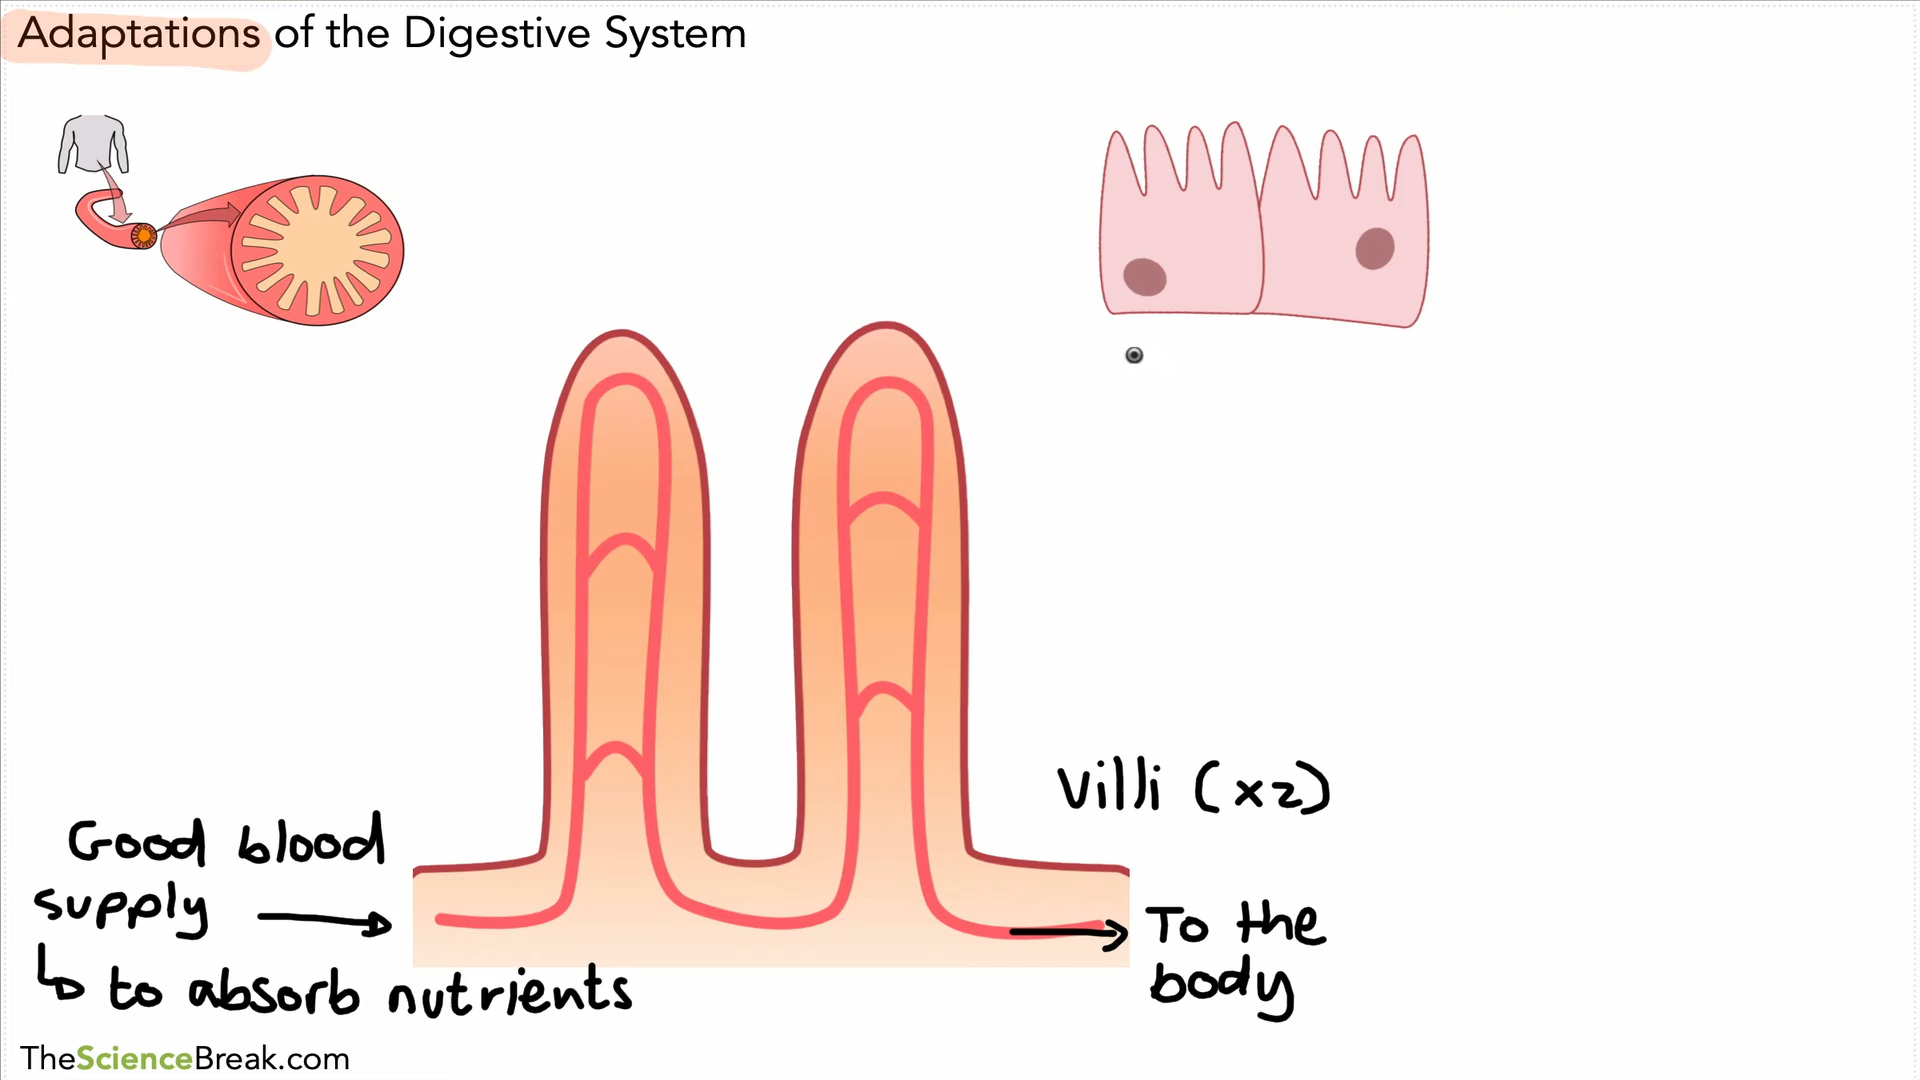 Adaptations of the Digestive System
Villi (x2)
Good blood
supply
to absorb nutrients
To the
body
TheScienceBreak.com